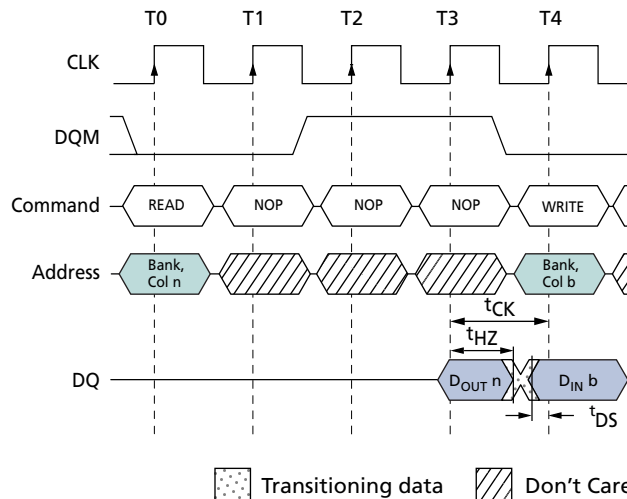 T0 T1 T2 T3 T4
CLK
DQM
Command READ NOP NOP NOP WRITE
Address Bank, Col n Bank, Col b
tCK
tHZ
DQ DOUT n DIN b
tDS
Transitioning data Don't Care